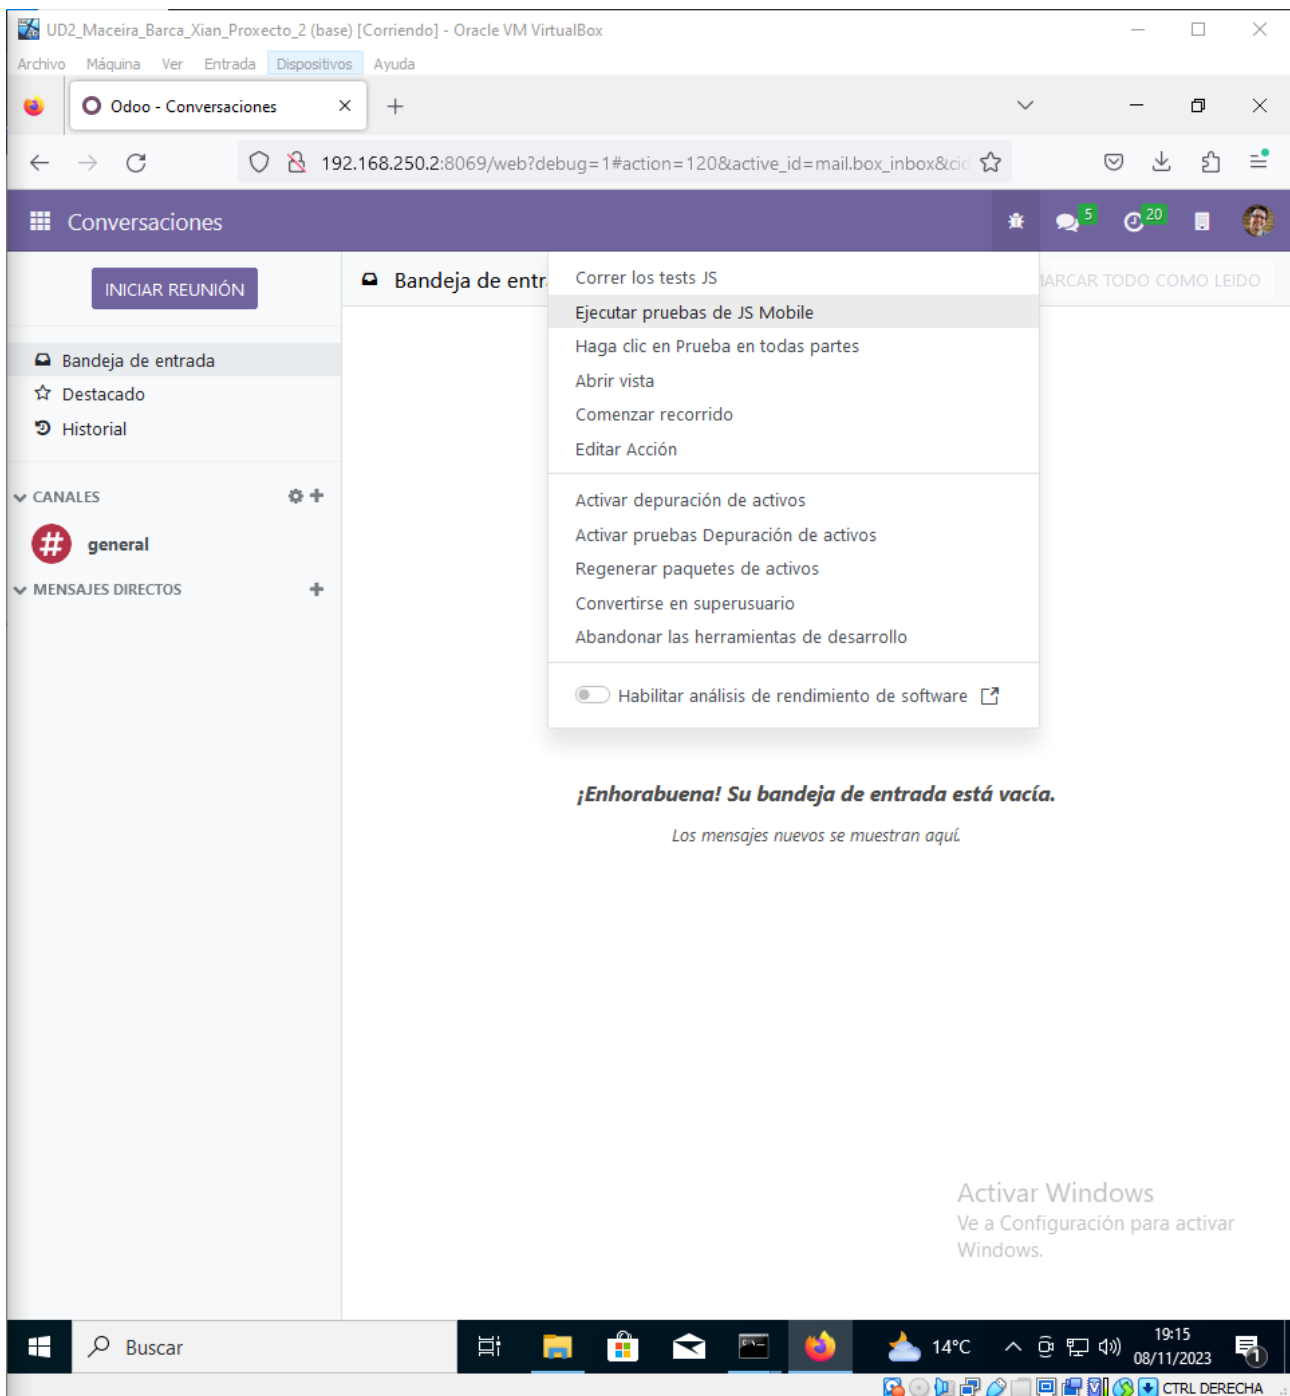 UD2_Maceira_Barca_Xian_Proxecto_2 (base) [Corriendo] - Oracle VM VirtualBox
Archivo Máquina Ver Entrada Dispositivos Ayuda
Odoo - Conversaciones
192.168.250.2:8069/web?debug=1#action=120&active_id=mail.box_inbox&cid
Conversaciones
5
20
INICIAR REUNIÓN
Bandeja de entr
MARCAR TODO COMO LEIDO
Bandeja de entrada
Destacado
Historial
CANALES
general
MENSAJES DIRECTOS
Correr los tests JS
Ejecutar pruebas de JS Mobile
Haga clic en Prueba en todas partes
Abrir vista
Comenzar recorrido
Editar Acción
Activar depuración de activos
Activar pruebas Depuración de activos
Regenerar paquetes de activos
Convertirse en superusuario
Abandonar las herramientas de desarrollo
Habilitar análisis de rendimiento de software
¡Enhorabuena! Su bandeja de entrada está vacía.
Los mensajes nuevos se muestran aquí.
Activar Windows
Ve a Configuración para activar
Windows.
Buscar
14°C
19:15
08/11/2023
1
CTRL DERECHA